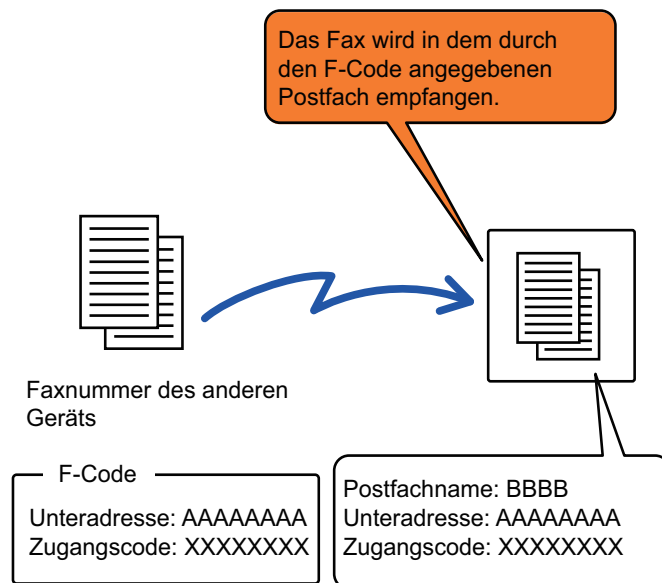 Das Fax wird in dem durch
den F-Code angegebenen
Postfach empfangen.
Faxnummer des anderen
Geräts
F-Code
Unteradresse: AAAAAAAA
Zugangscode: XXXXXXXX
Postfachname: BBBB
Unteradresse: AAAAAAAA
Zugangscode: XXXXXXXX